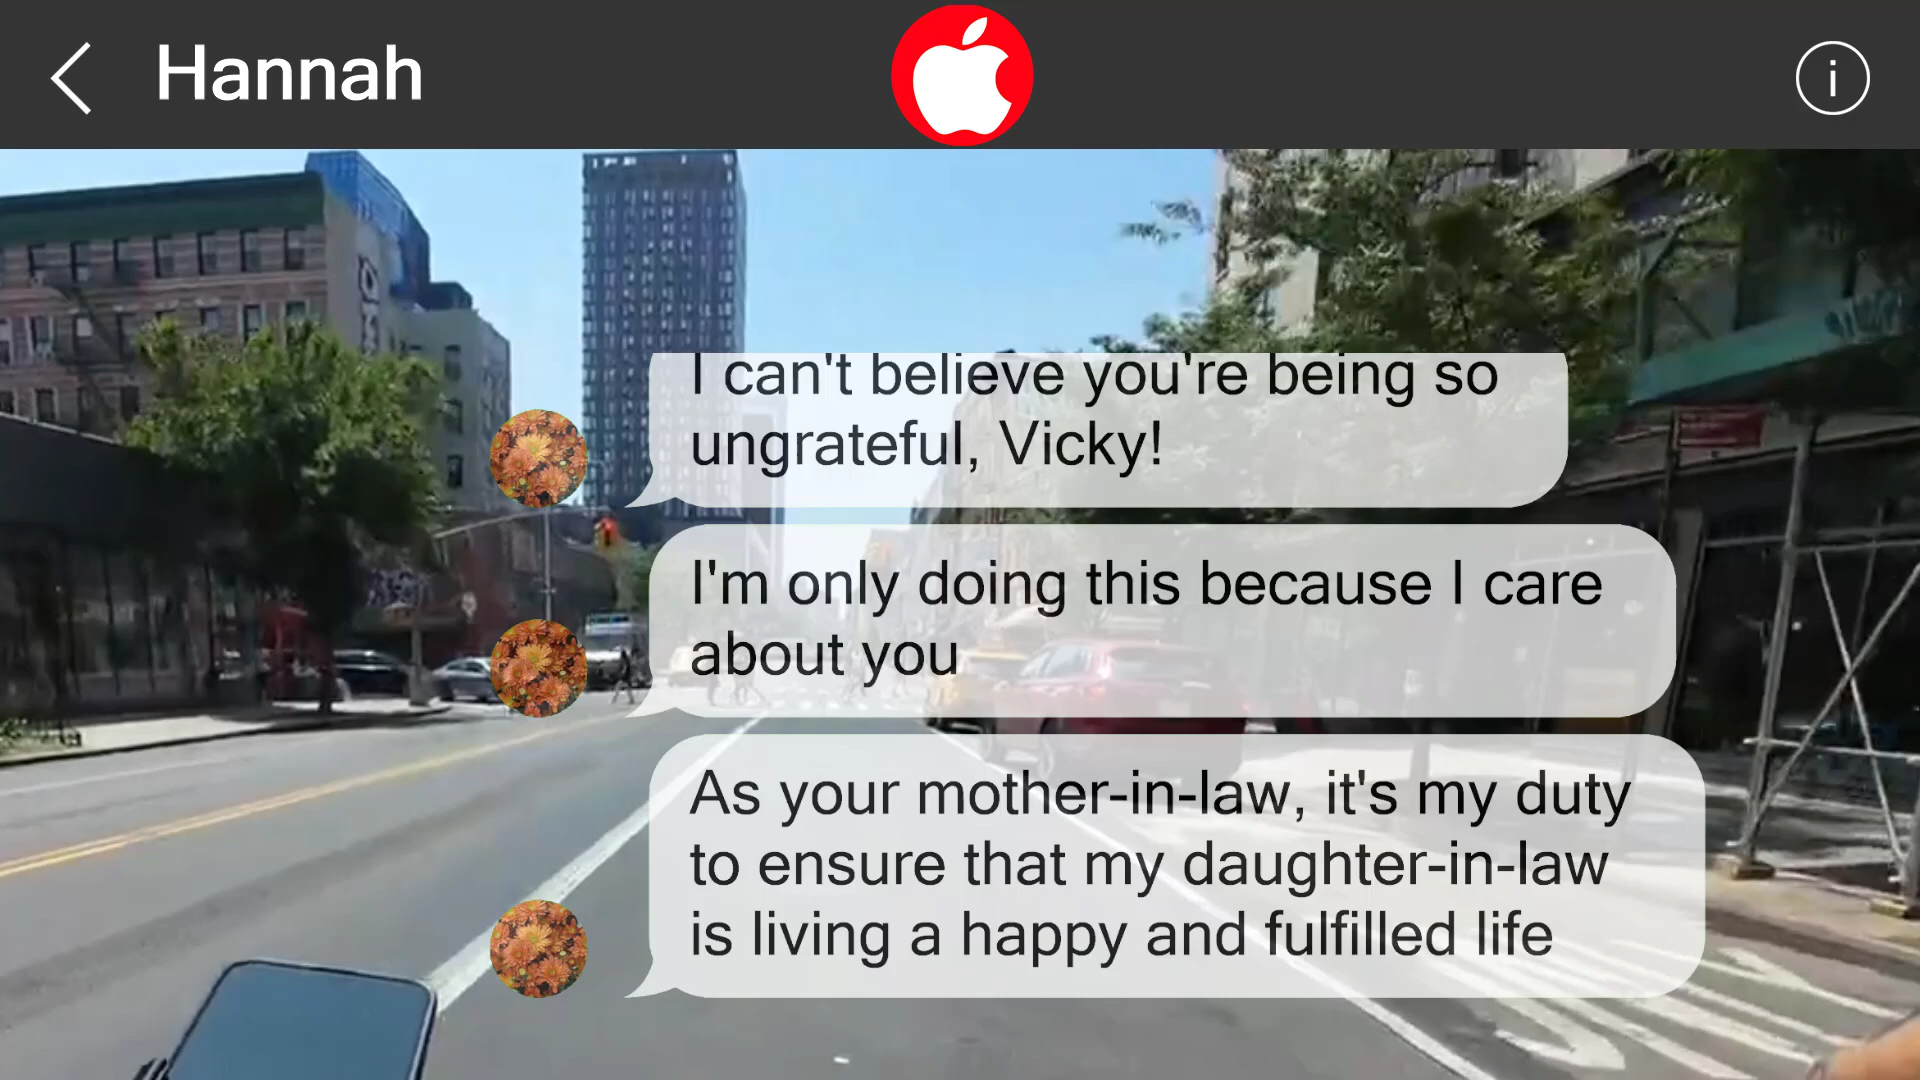 Hannah
I can't believe you're being so
ungrateful, Vicky!
I'm only doing this because I care
about you
As your mother-in-law, it's my duty
to ensure that my daughter-in-law
is living a happy and fulfilled life